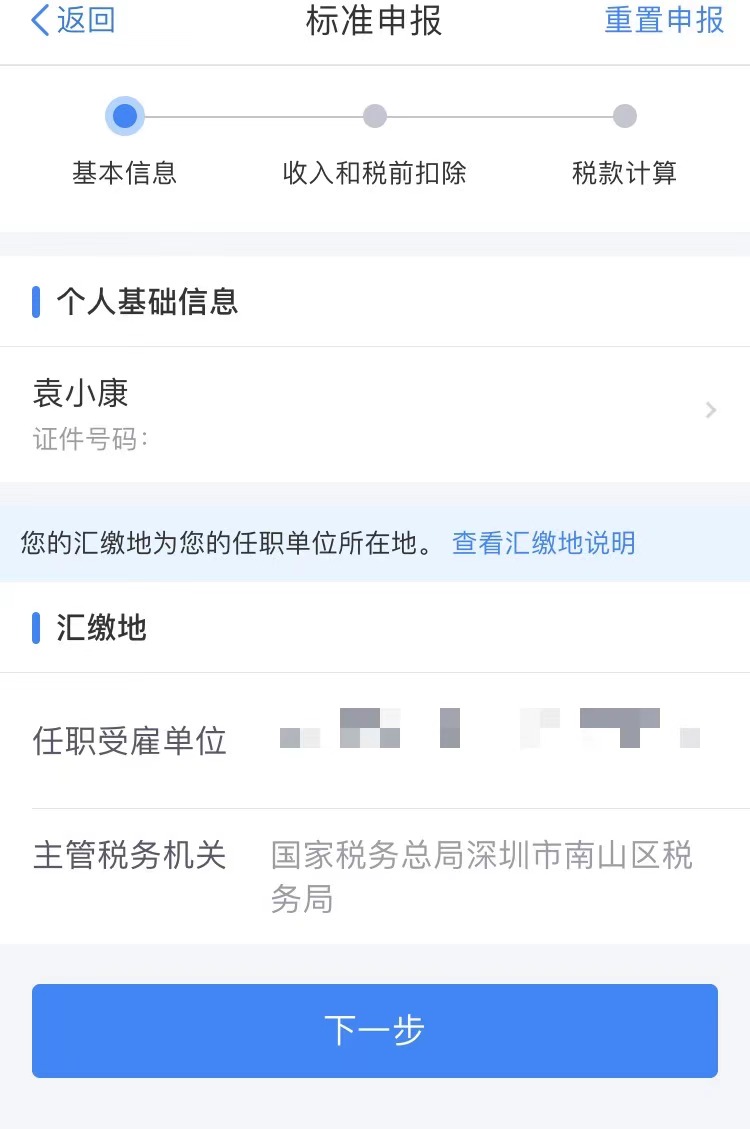 返回
标准申报
重置申报
基本信息
收入和税前扣除
税款计算
个人基础信息
袁小康
证件号码:
您的汇缴地为您的任职单位所在地。 查看汇缴地说明
汇缴地
任职受雇单位
主管税务机关
国家税务总局深圳市南山区税
务局
下一步